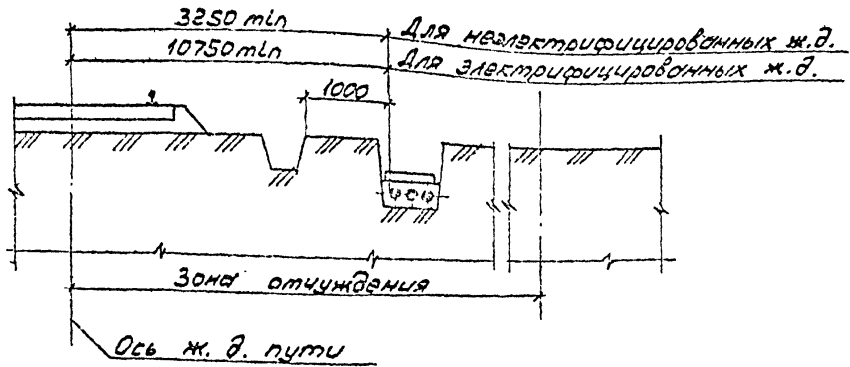 3250 min
Для неэлектрифицированных ж.д.
10750 min
Для электрифицированных ж.д.
1000
Зона отчуждения
Ось ж. д. пути